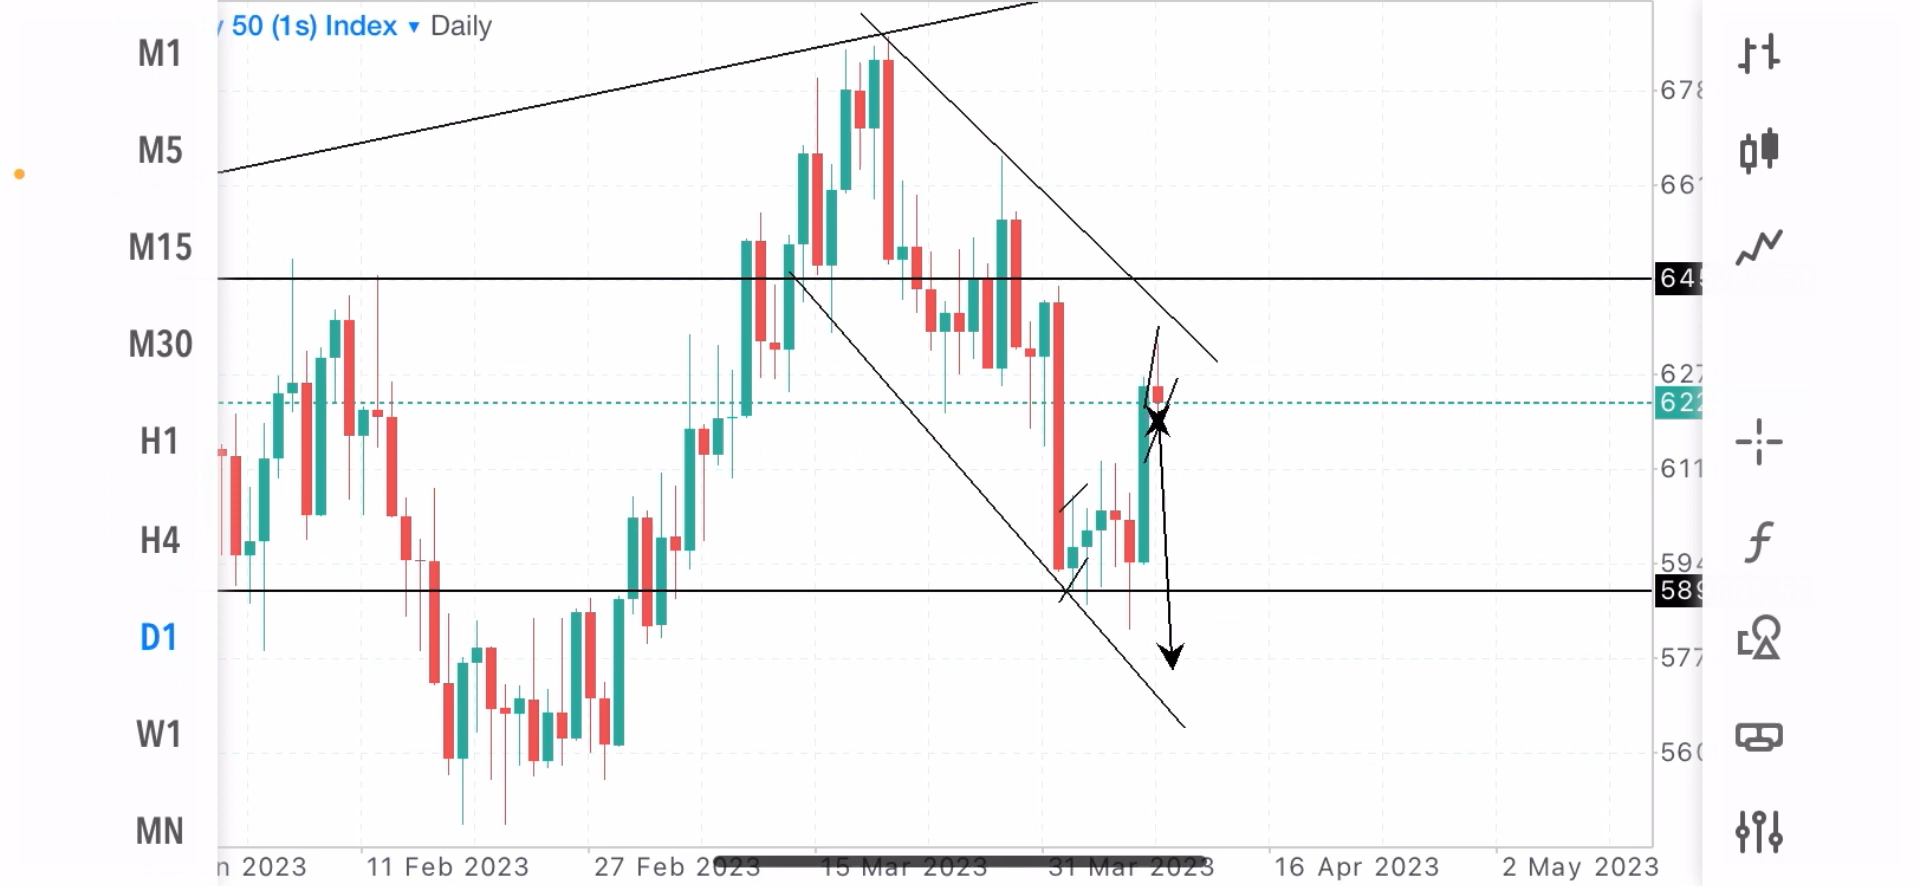 50 (1s) Index ▾ Daily
M1
M5
M15
M30
H1
H4
D1
W1
MN
678
661
645
627
622
611
594
589
577
560
n 2023
11 Feb 2023
27 Feb 2023
15 Mar 2023
31 Mar 2023
16 Apr 2023
2 May 2023
f